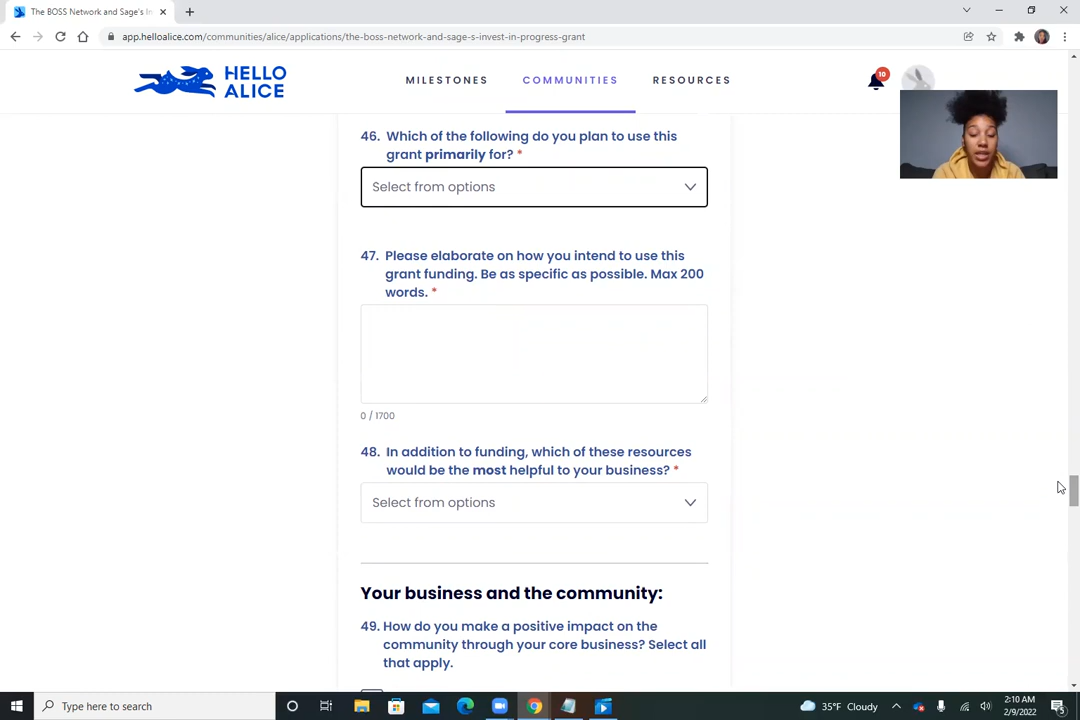 The BOSS Network and Sage's In
app.helloalice.com/communities/alice/applications/the-boss-network-and-sage-s-invest-in-progress-grant
HELLO
ALICE
MILESTONES
COMMUNITIES
RESOURCES
10
46. Which of the following do you plan to use this
grant primarily for? *
Select from options
47. Please elaborate on how you intend to use this
grant funding. Be as specific as possible. Max 200
words. *
0 / 1700
48. In addition to funding, which of these resources
would be the most helpful to your business? *
Select from options
Your business and the community:
49. How do you make a positive impact on the
community through your core business? Select all
that apply.
Type here to search
35°F Cloudy
2:10 AM
2/9/2022
5